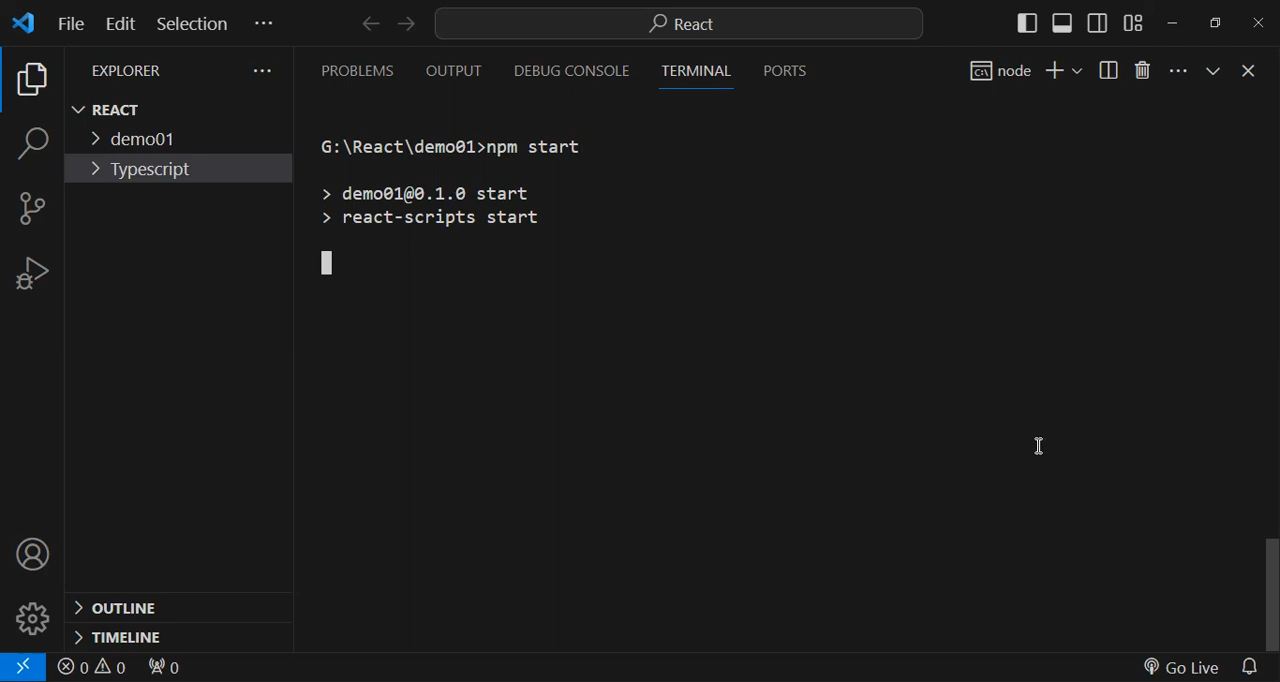 File Edit Selection ···
React
EXPLORER ···
REACT
demo01
Typescript
OUTLINE
TIMELINE
PROBLEMS OUTPUT DEBUG CONSOLE TERMINAL PORTS
node
G:\React\demo01>npm start
> demo01@0.1.0 start
> react-scripts start
0 0 0
Go Live